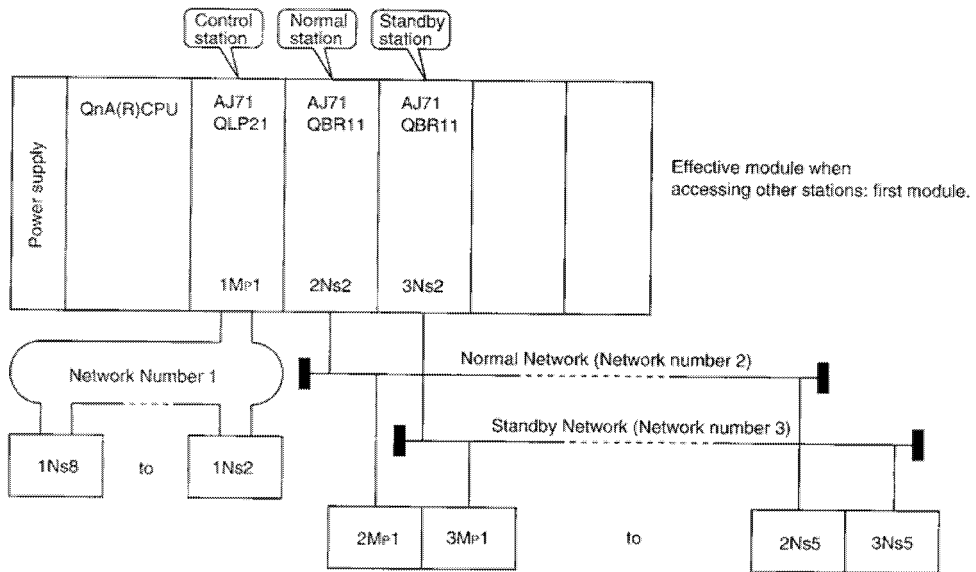 Control
station
Normal
station
Standby
station
Power supply
QnA(R)CPU
AJ71
QLP21
AJ71
QBR11
AJ71
QBR11
Effective module when
accessing other stations: first module.
1MP1
2Ns2
3Ns2
Network Number 1
Normal Network (Network number 2)
Standby Network (Network number 3)
1Ns8
to
1Ns2
2MP1
3MP1
to
2Ns5
3Ns5